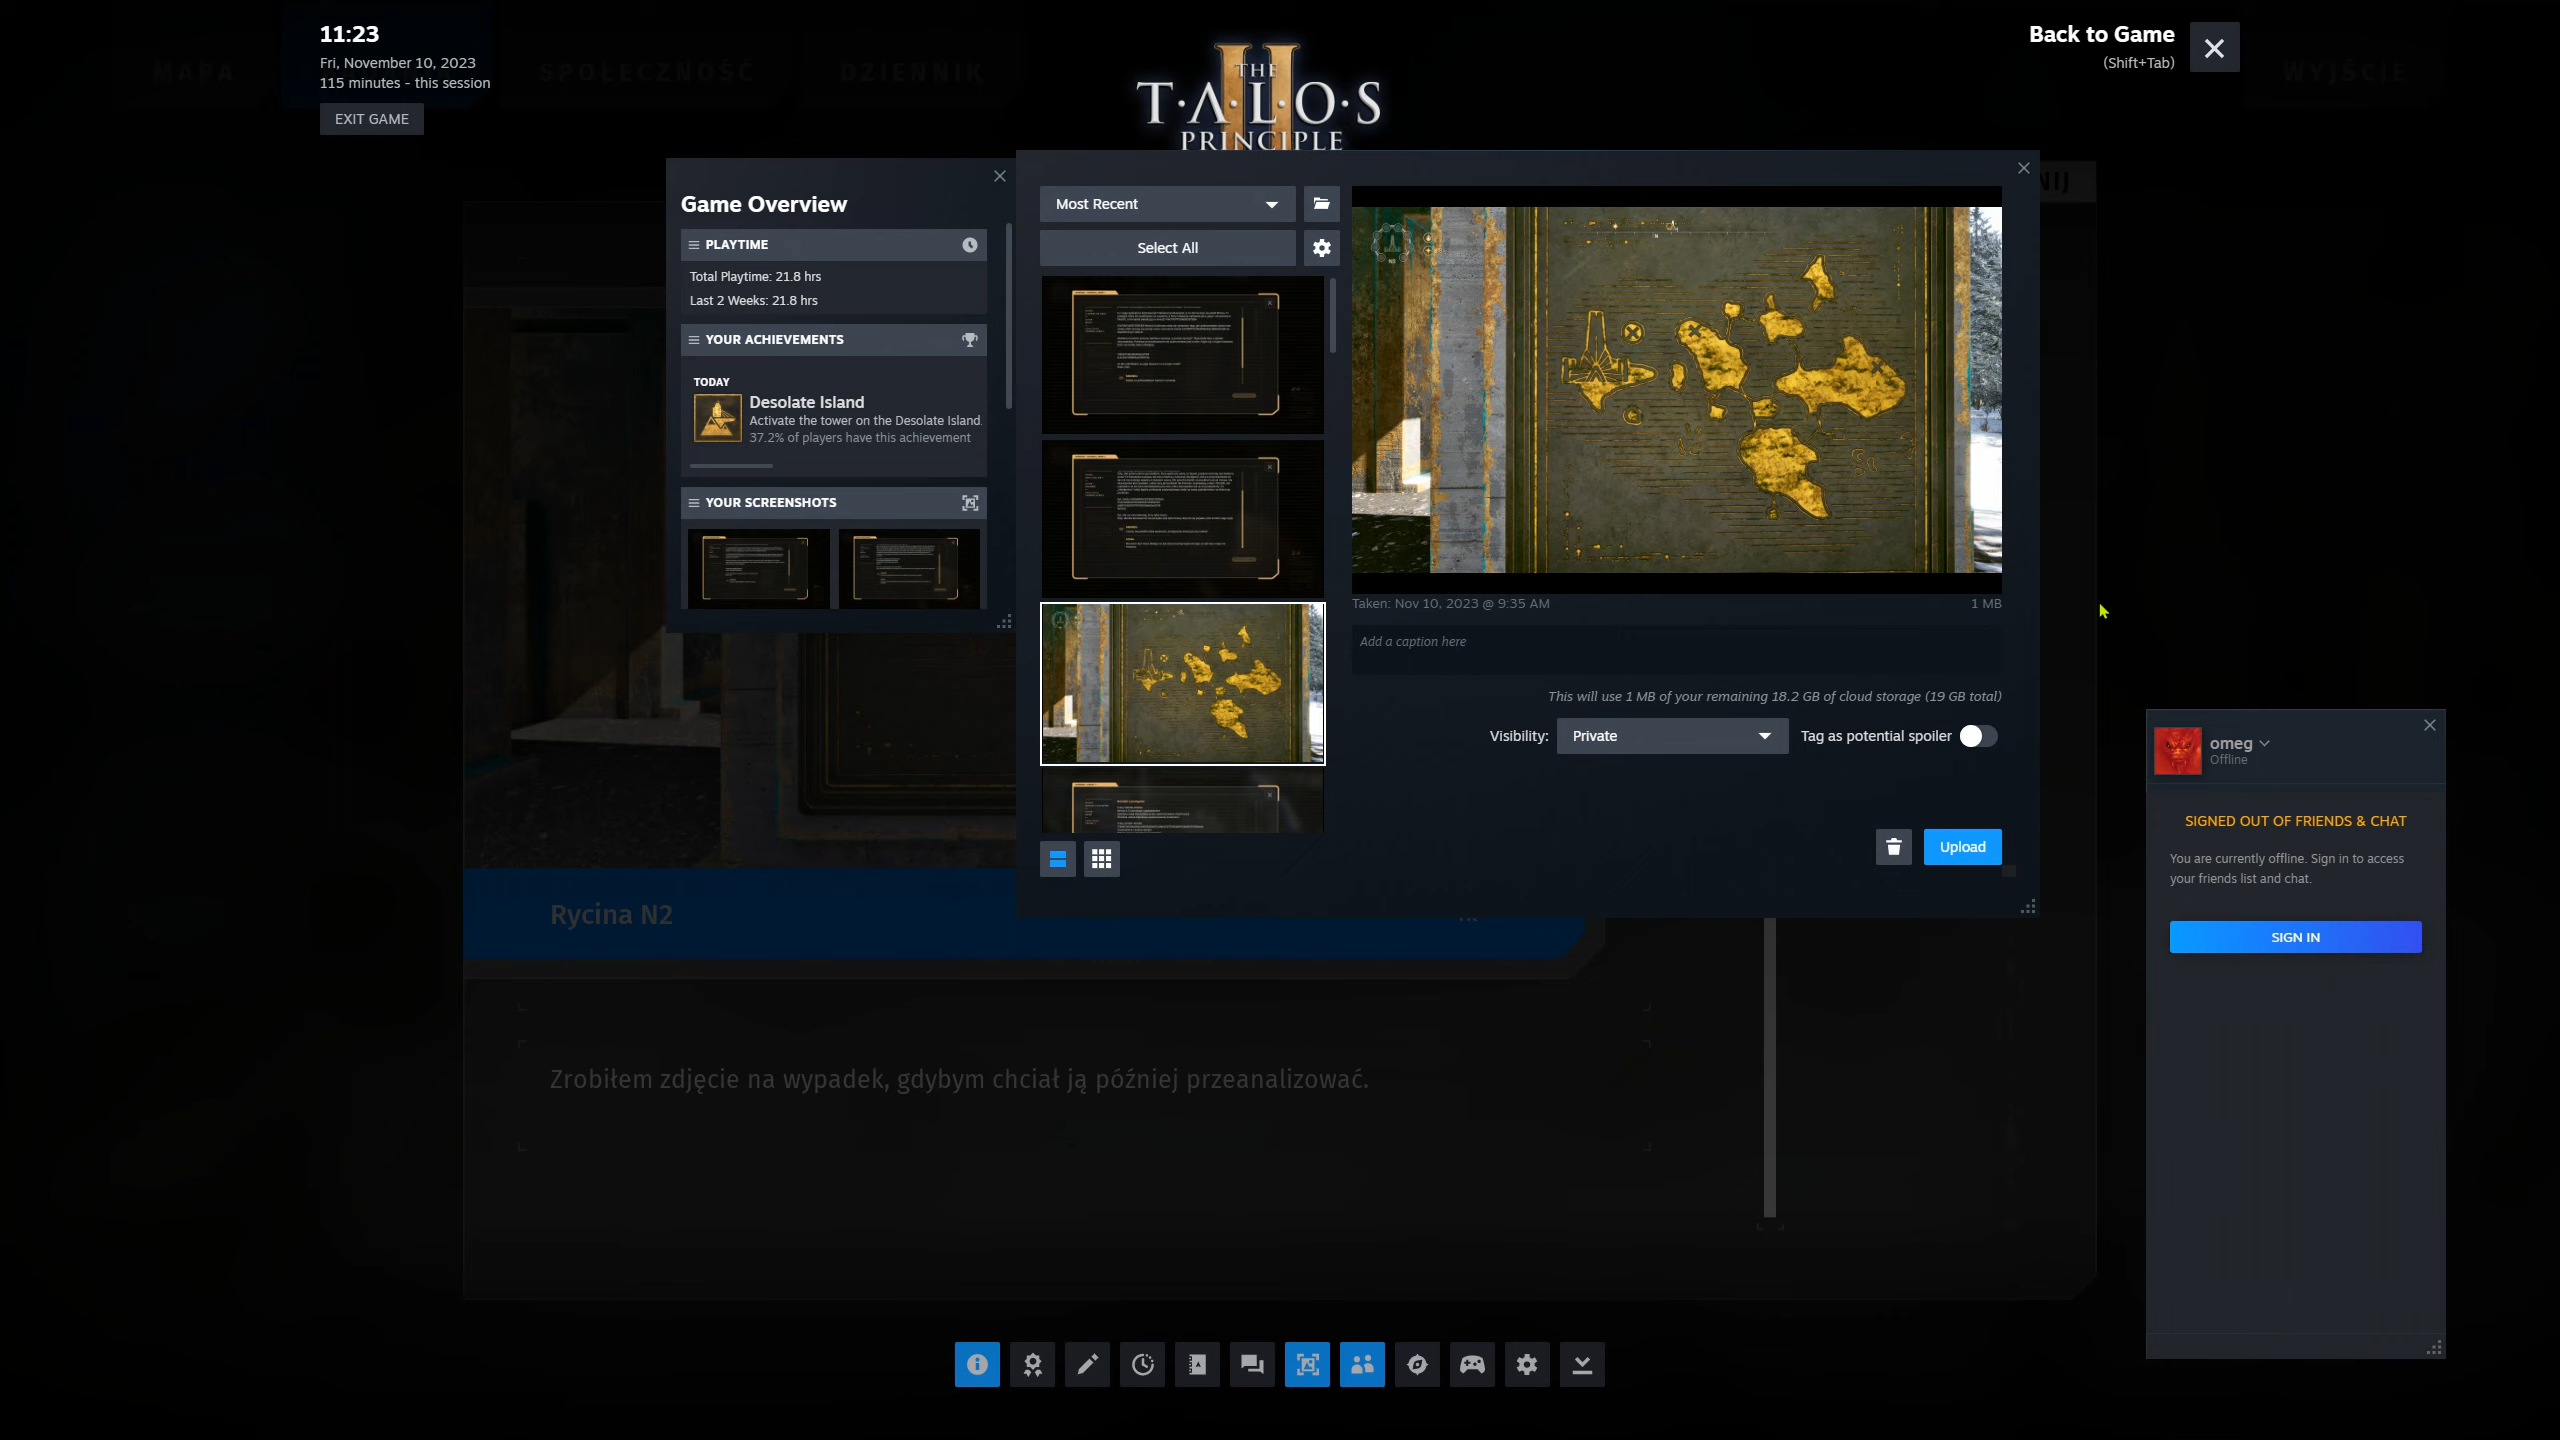 11:23
Fri, November 10, 2023
115 minutes - this session
EXIT GAME
MAPA
SPOŁECZNOŚĆ
DZIENNIK
WYJŚCIE
THE
T·A·L·O·S
PRINCIPLE
II
Back to Game
(Shift+Tab)
Game Overview
PLAYTIME
Total Playtime: 21.8 hrs
Last 2 Weeks: 21.8 hrs
YOUR ACHIEVEMENTS
TODAY
Desolate Island
Activate the tower on the Desolate Island.
37.2% of players have this achievement
YOUR SCREENSHOTS
Most Recent
Select All
Taken: Nov 10, 2023 @ 9:35 AM
1 MB
Add a caption here
This will use 1 MB of your remaining 18.2 GB of cloud storage (19 GB total)
Visibility:
Private
Tag as potential spoiler
Upload
Rycina N2
Zrobiłem zdjęcie na wypadek, gdybym chciał ją później przeanalizować.
omeg
Offline
SIGNED OUT OF FRIENDS & CHAT
You are currently offline. Sign in to access
your friends list and chat.
SIGN IN